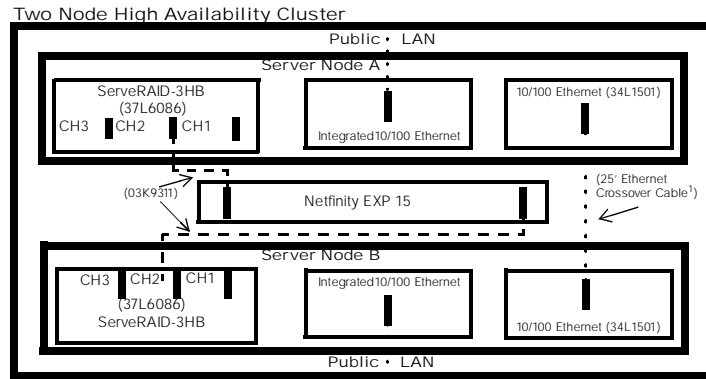 Two Node High Availability Cluster
Public • LAN
Server Node A
ServeRAID-3HB
(37L6086)
CH3 CH2 CH1
Integrated10/100 Ethernet
10/100 Ethernet (34L1501)
(03K9311)
Netfinity EXP 15
(25' Ethernet
Crossover Cable1)
Server Node B
CH3 CH2 CH1
(37L6086)
ServeRAID-3HB
Integrated10/100 Ethernet
10/100 Ethernet (34L1501)
Public • LAN